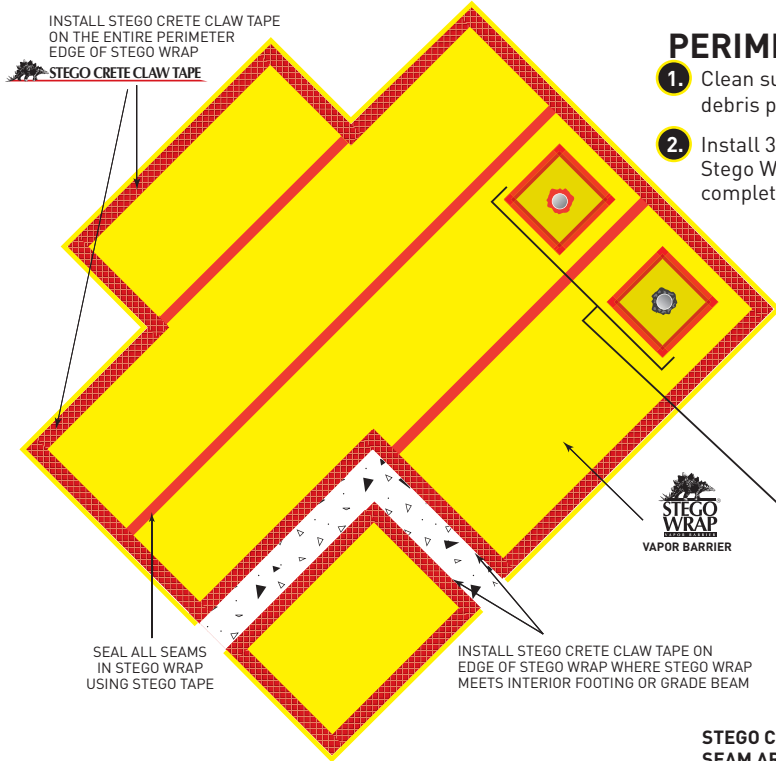 INSTALL STEGO CRETE CLAW TAPE
ON THE ENTIRE PERIMETER
EDGE OF STEGO WRAP
STEGO CRETE CLAW TAPE
1. Clean su
debris p
2. Install 3
Stego W
complet
STEGO
WRAP
VAPOR BARRIER
VAPOR BARRIER
SEAL ALL SEAMS
IN STEGO WRAP
USING STEGO TAPE
INSTALL STEGO CRETE CLAW TAPE ON
EDGE OF STEGO WRAP WHERE STEGO WRAP
MEETS INTERIOR FOOTING OR GRADE BEAM
STEGO C